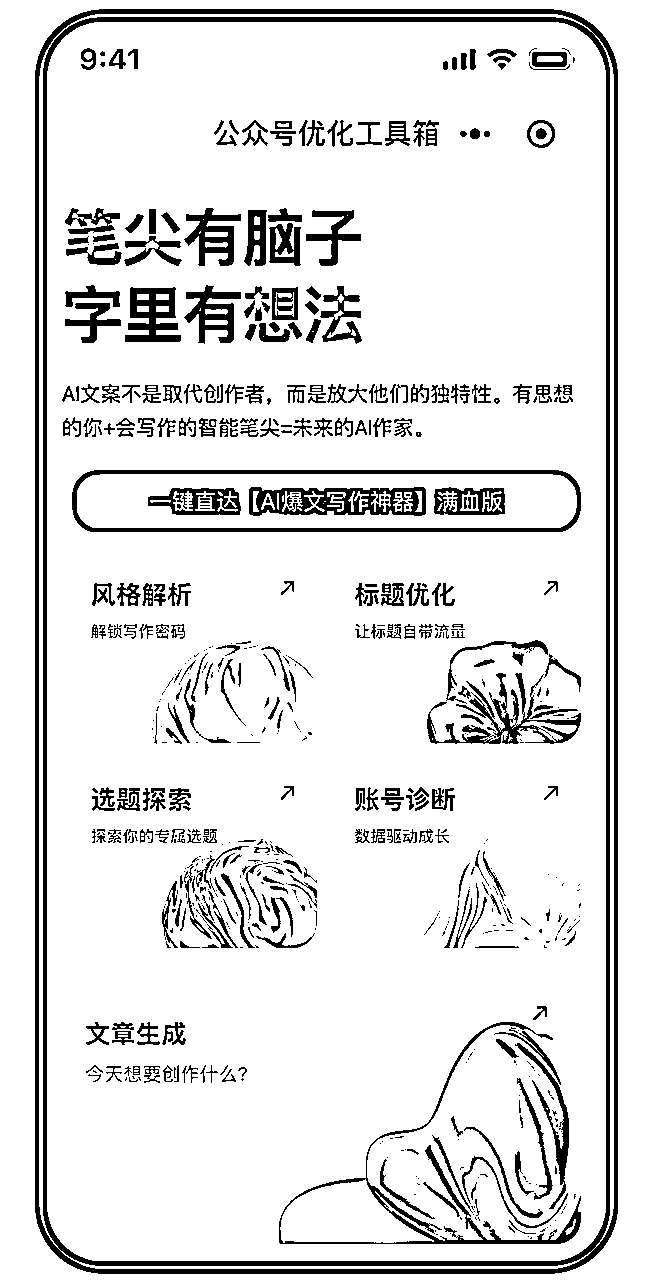 9:41
公众号优化工具箱
笔尖有脑子
字里有想法
AI文案不是取代创作者，而是放大他们的独特性。有思想
的你+会写作的智能笔尖=未来的AI作家。
一键直达【AI爆文写作神器】满血版
风格解析
解锁写作密码
标题优化
让标题自带流量
选题探索
探索你的专属选题
账号诊断
数据驱动成长
文章生成
今天想要创作什么?